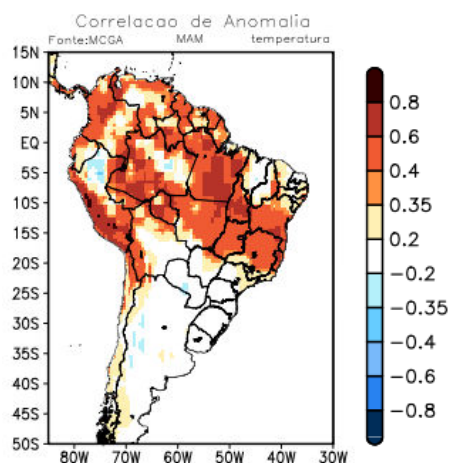 Correlacao de Anomalia
Fonte:MCGA MAM temperatura
15N
10N
5N
EQ
5S
10S
15S
20S
25S
30S
35S
40S
45S
50S
80W 70W 60W 50W 40W 30W
0.8
0.6
0.4
0.35
0.2
−0.2
−0.35
−0.4
−0.6
−0.8